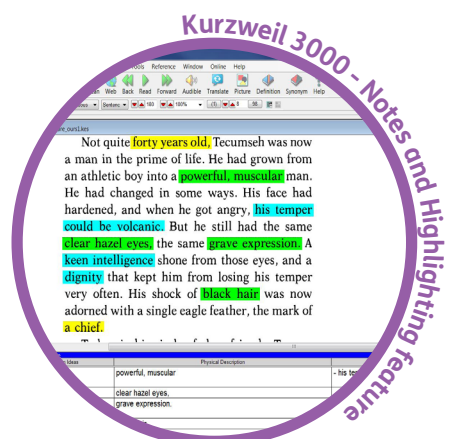 Kurzweil 3000 - Notes and Highlighting feature
Tools Reference Window Online Help
Web Back Read Forward Audible Translate Picture Definition Synonym Help
Not quite forty years old, Tecumseh was now
a man in the prime of life. He had grown from
an athletic boy into a powerful, muscular man.
He had changed in some ways. His face had
hardened, and when he got angry, his temper
could be volcanic. But he still had the same
clear hazel eyes, the same grave expression. A
keen intelligence shone from those eyes, and a
dignity that kept him from losing his temper
very often. His shock of black hair was now
adorned with a single eagle feather, the mark of
a chief.
Ideas Physical Description
powerful, muscular
clear hazel eyes,
grave expression.